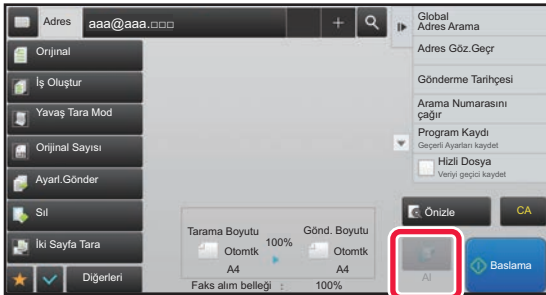 Adres
aaa@aaa.□□□
+
Orıjınal
İş Oluştur
Yavaş Tara Mod
Orijinal Sayısı
Ayarl.Gönder
Sıl
İki Sayfa Tara
Diğerleri
Tarama Boyutu
Otomtk
A4
100%
Gönd. Boyutu
Otomtk
A4
Faks alım belleği : 100%
Global
Adres Arama
Adres Göz.Geçr
Gönderme Tarihçesi
Arama Numarasını
çağır
Program Kaydı
Geçerli Ayarları kaydet
Hizli Dosya
Veriyi geçici kaydet
Önizle
CA
Al
Baslama